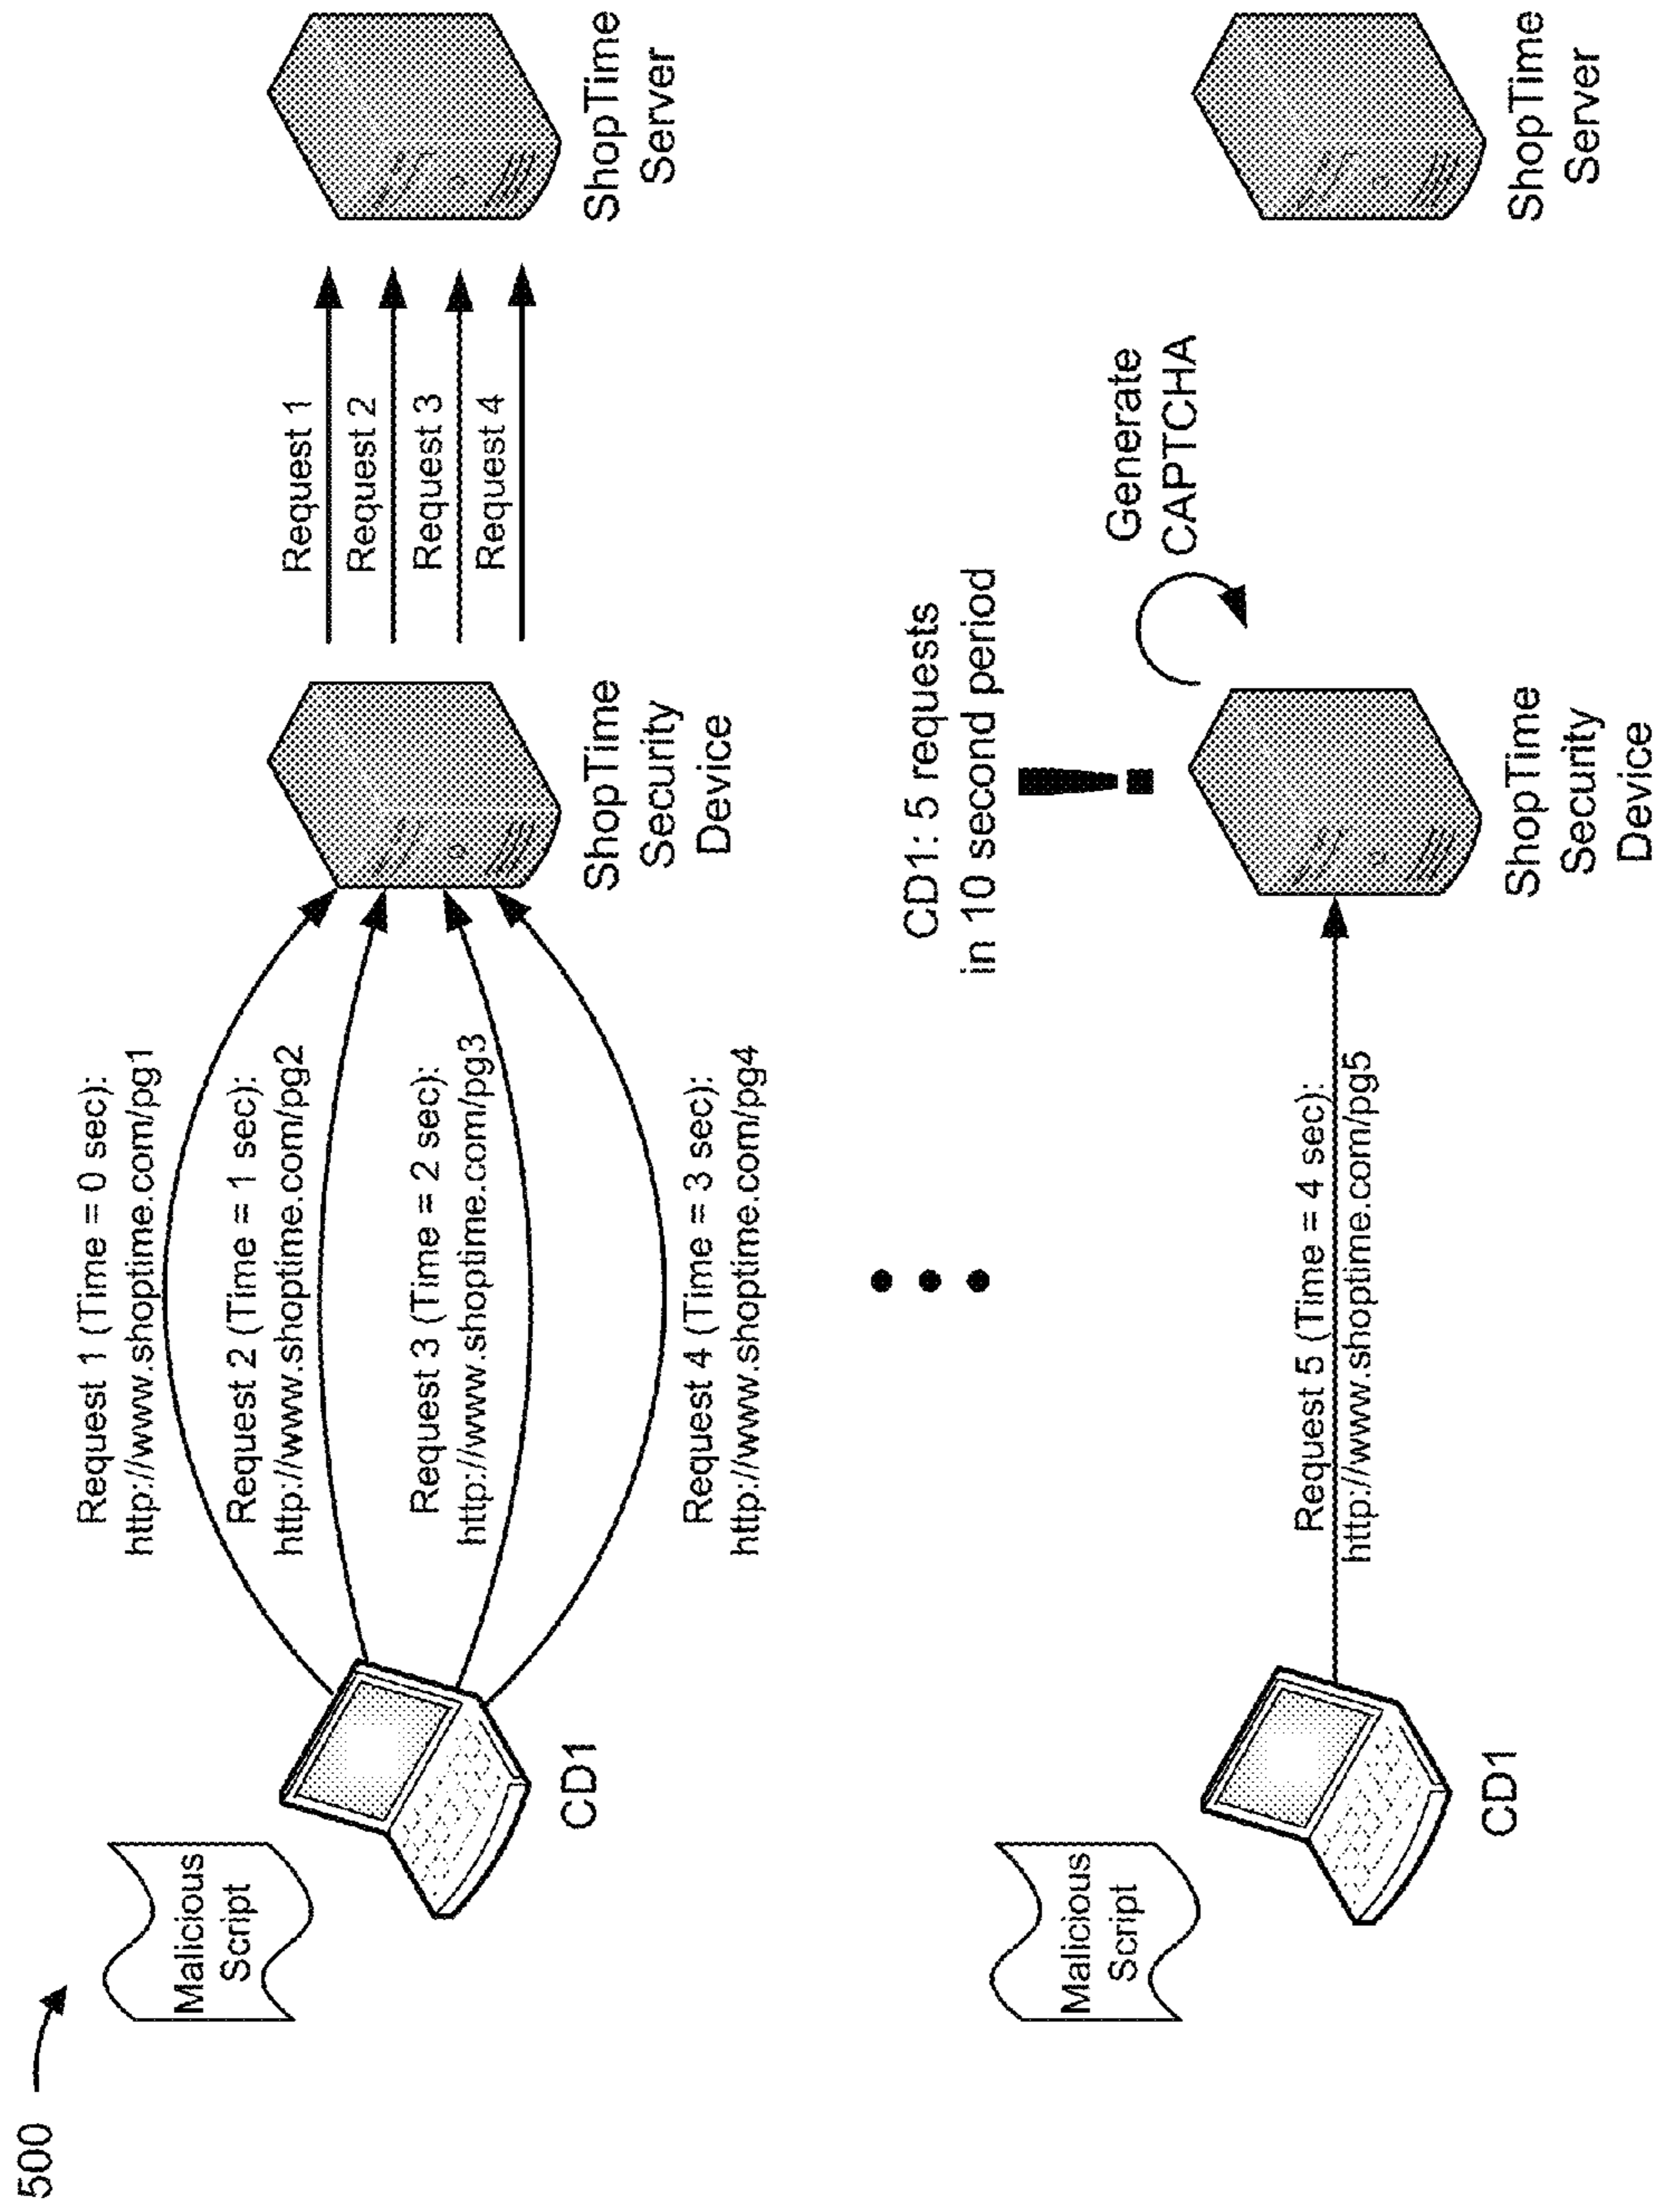 500
Malicious
Script
CD1
Request 1 (Time = 0 sec):
http://www.shoptime.com/pg1
Request 2 (Time = 1 sec):
http://www.shoptime.com/pg2
Request 3 (Time = 2 sec):
http://www.shoptime.com/pg3
Request 4 (Time = 3 sec):
http://www.shoptime.com/pg4
ShopTime
Security
Device
Request 1
Request 2
Request 3
Request 4
ShopTime
Server
Malicious
Script
CD1
Request 5 (Time = 4 sec):
http://www.shoptime.com/pg5
CD1: 5 requests
in 10 second period
!
Generate
CAPTCHA
ShopTime
Security
Device
ShopTime
Server